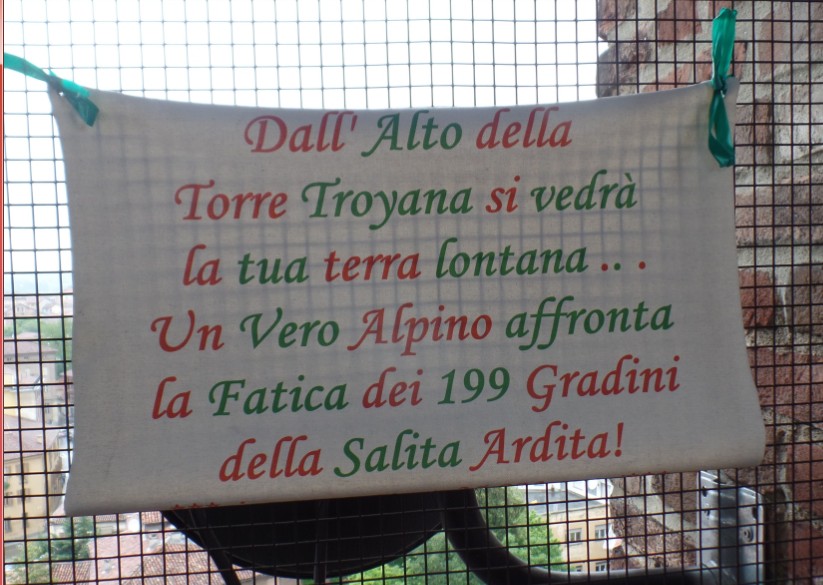 Dall' Alto della
Torre Troyana si vedrà
la tua terra lontana .. .
Un Vero Alpino affronta
la Fatica dei 199 Gradini
della Salita Ardita!